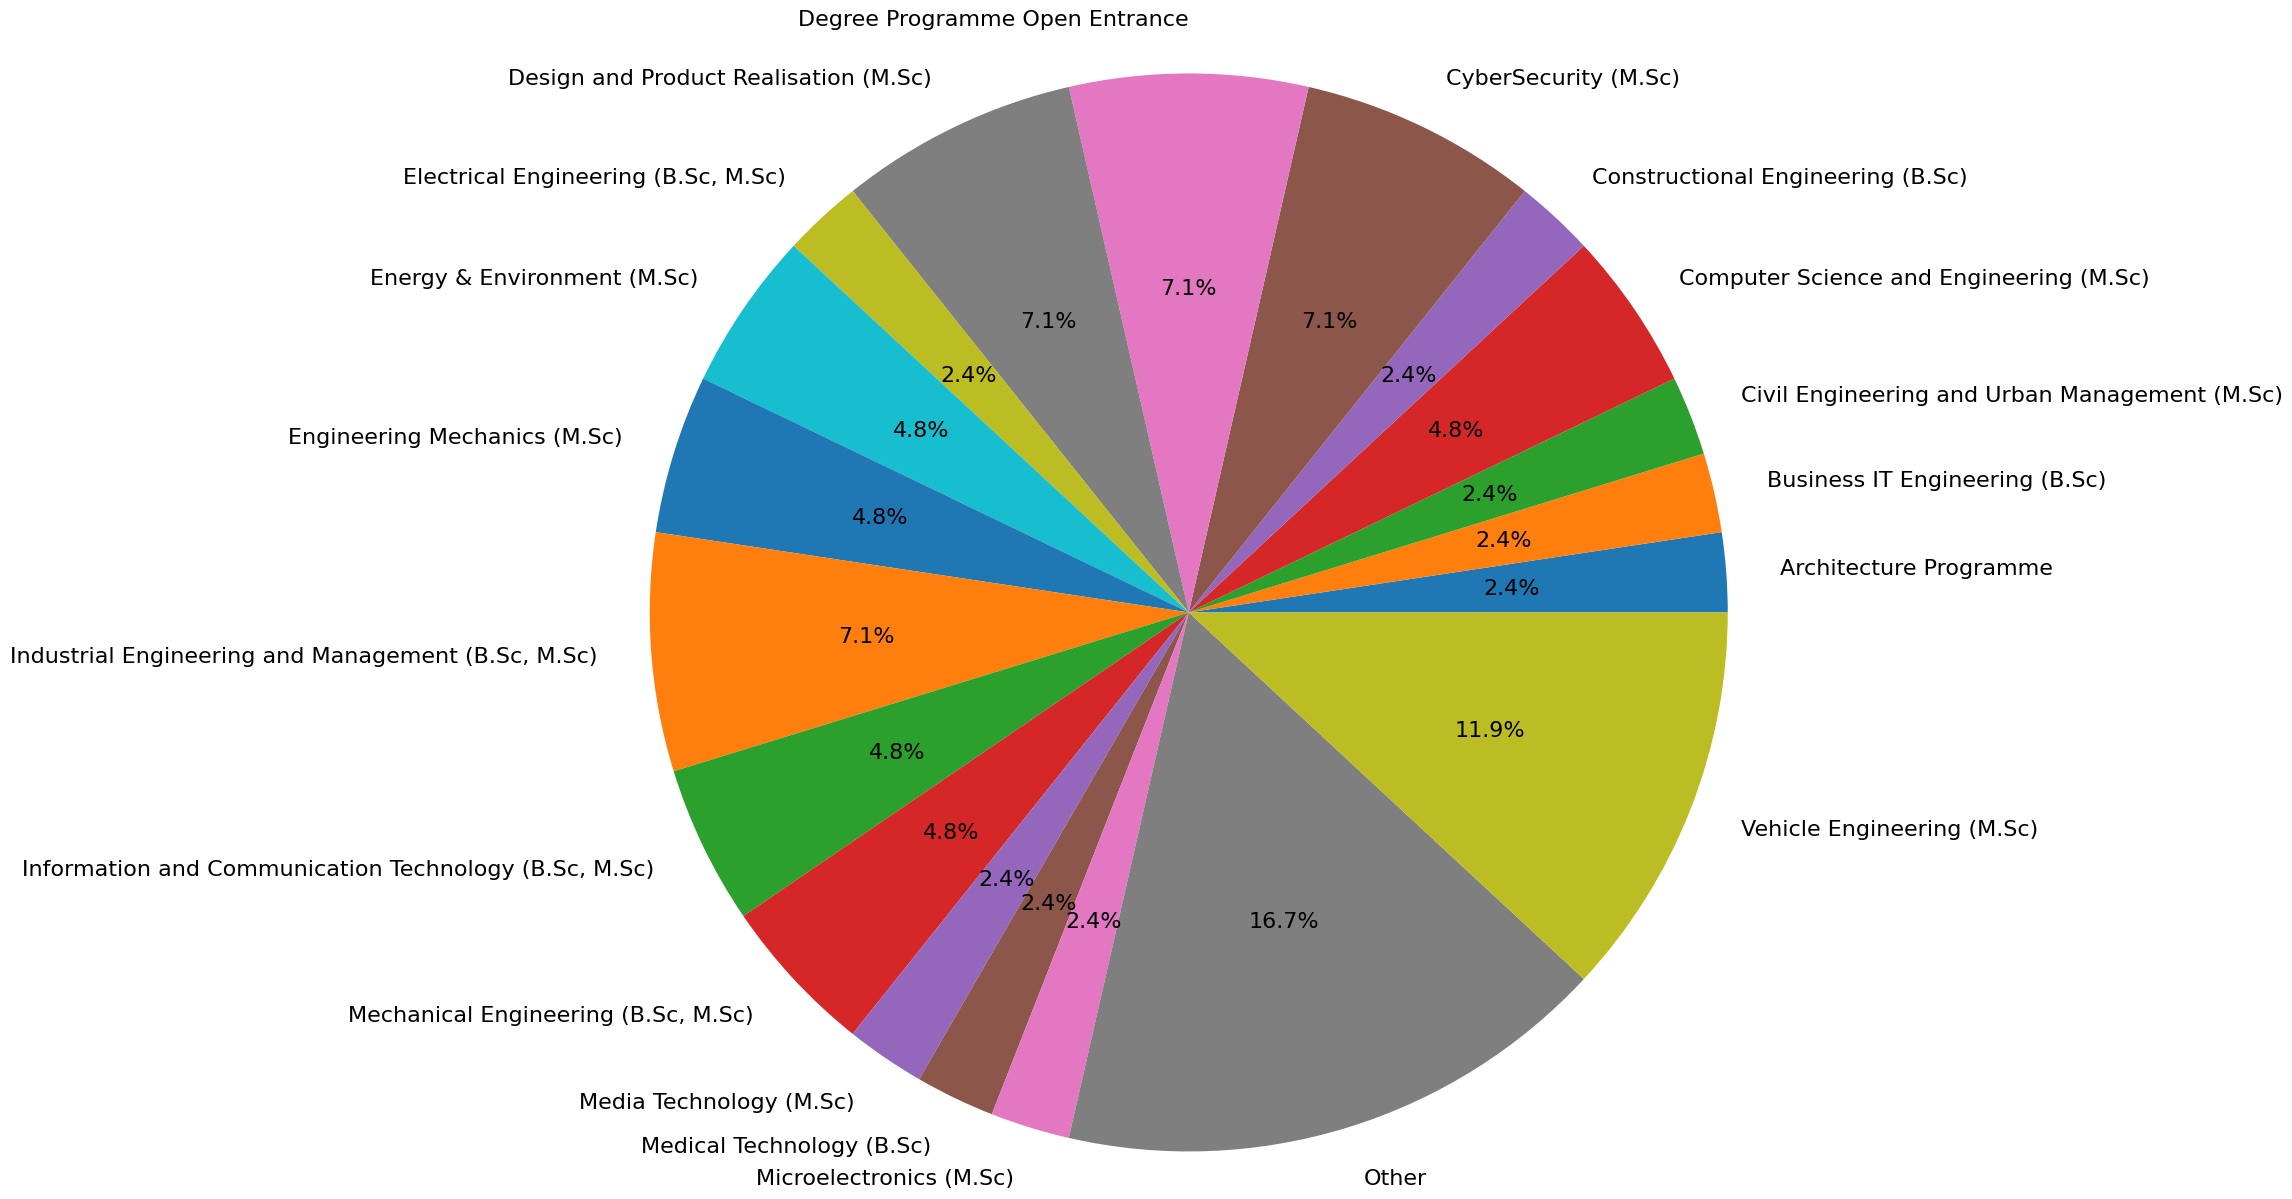 Degree Programme Open Entrance
Design and Product Realisation (M.Sc)
CyberSecurity (M.Sc)
Electrical Engineering (B.Sc, M.Sc)
Constructional Engineering (B.Sc)
Energy & Environment (M.Sc)
Computer Science and Engineering (M.Sc)
7.1%
7.1%
7.1%
2.4%
2.4%
Civil Engineering and Urban Management (M.Sc)
4.8%
4.8%
Engineering Mechanics (M.Sc)
Business IT Engineering (B.Sc)
2.4%
4.8%
2.4%
Architecture Programme
2.4%
7.1%
Industrial Engineering and Management (B.Sc, M.Sc)
11.9%
4.8%
Vehicle Engineering (M.Sc)
4.8%
Information and Communication Technology (B.Sc, M.Sc)
2.4%
2.4%
2.4%
16.7%
Mechanical Engineering (B.Sc, M.Sc)
Media Technology (M.Sc)
Medical Technology (B.Sc)
Microelectronics (M.Sc)
Other